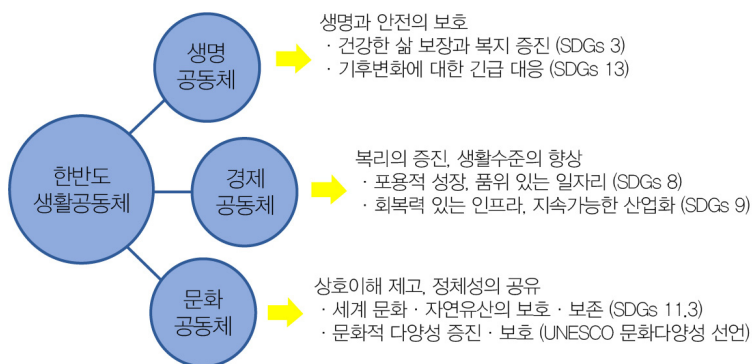 생명
공동체
생명과 안전의 보호
· 건강한 삶 보장과 복지 증진 (SDGs 3)
· 기후변화에 대한 긴급 대응 (SDGs 13)
한반도
생활공동체
경제
공동체
복리의 증진, 생활수준의 향상
· 포용적 성장, 품위 있는 일자리 (SDGs 8)
· 회복력 있는 인프라, 지속가능한 산업화 (SDGs 9)
문화
공동체
상호이해 제고, 정체성의 공유
· 세계 문화 · 자연유산의 보호 · 보존 (SDGs 11.3)
· 문화적 다양성 증진 · 보호 (UNESCO 문화다양성 선언)